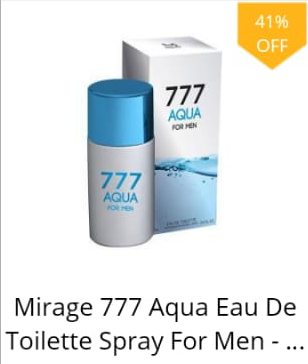 41%
OFF
777
AQUA
FOR MEN
777
AQUA
FOR MEN
EAU DE TOILETTE
Mirage 777 Aqua Eau De
Toilette Spray For Men - ...